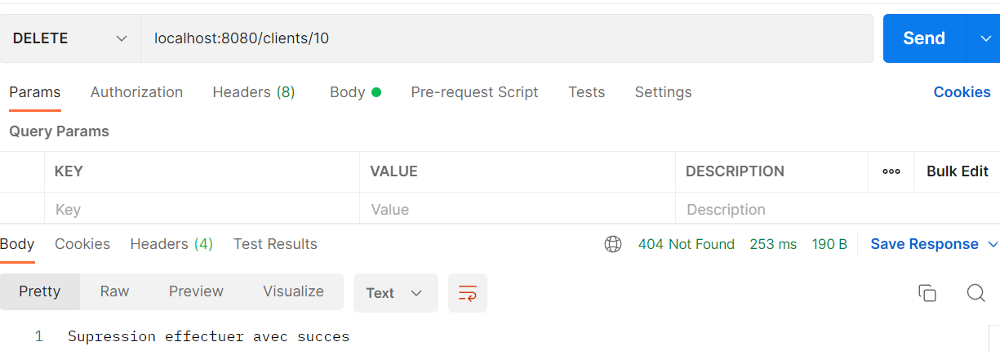 DELETE localhost:8080/clients/10 Send
Params Authorization Headers (8) Body Pre-request Script Tests Settings Cookies
Query Params
KEY VALUE DESCRIPTION Bulk Edit
Key Value Description
Body Cookies Headers (4) Test Results 404 Not Found 253 ms 190 B Save Response
Pretty Raw Preview Visualize Text
1 Supression effectuer avec succes